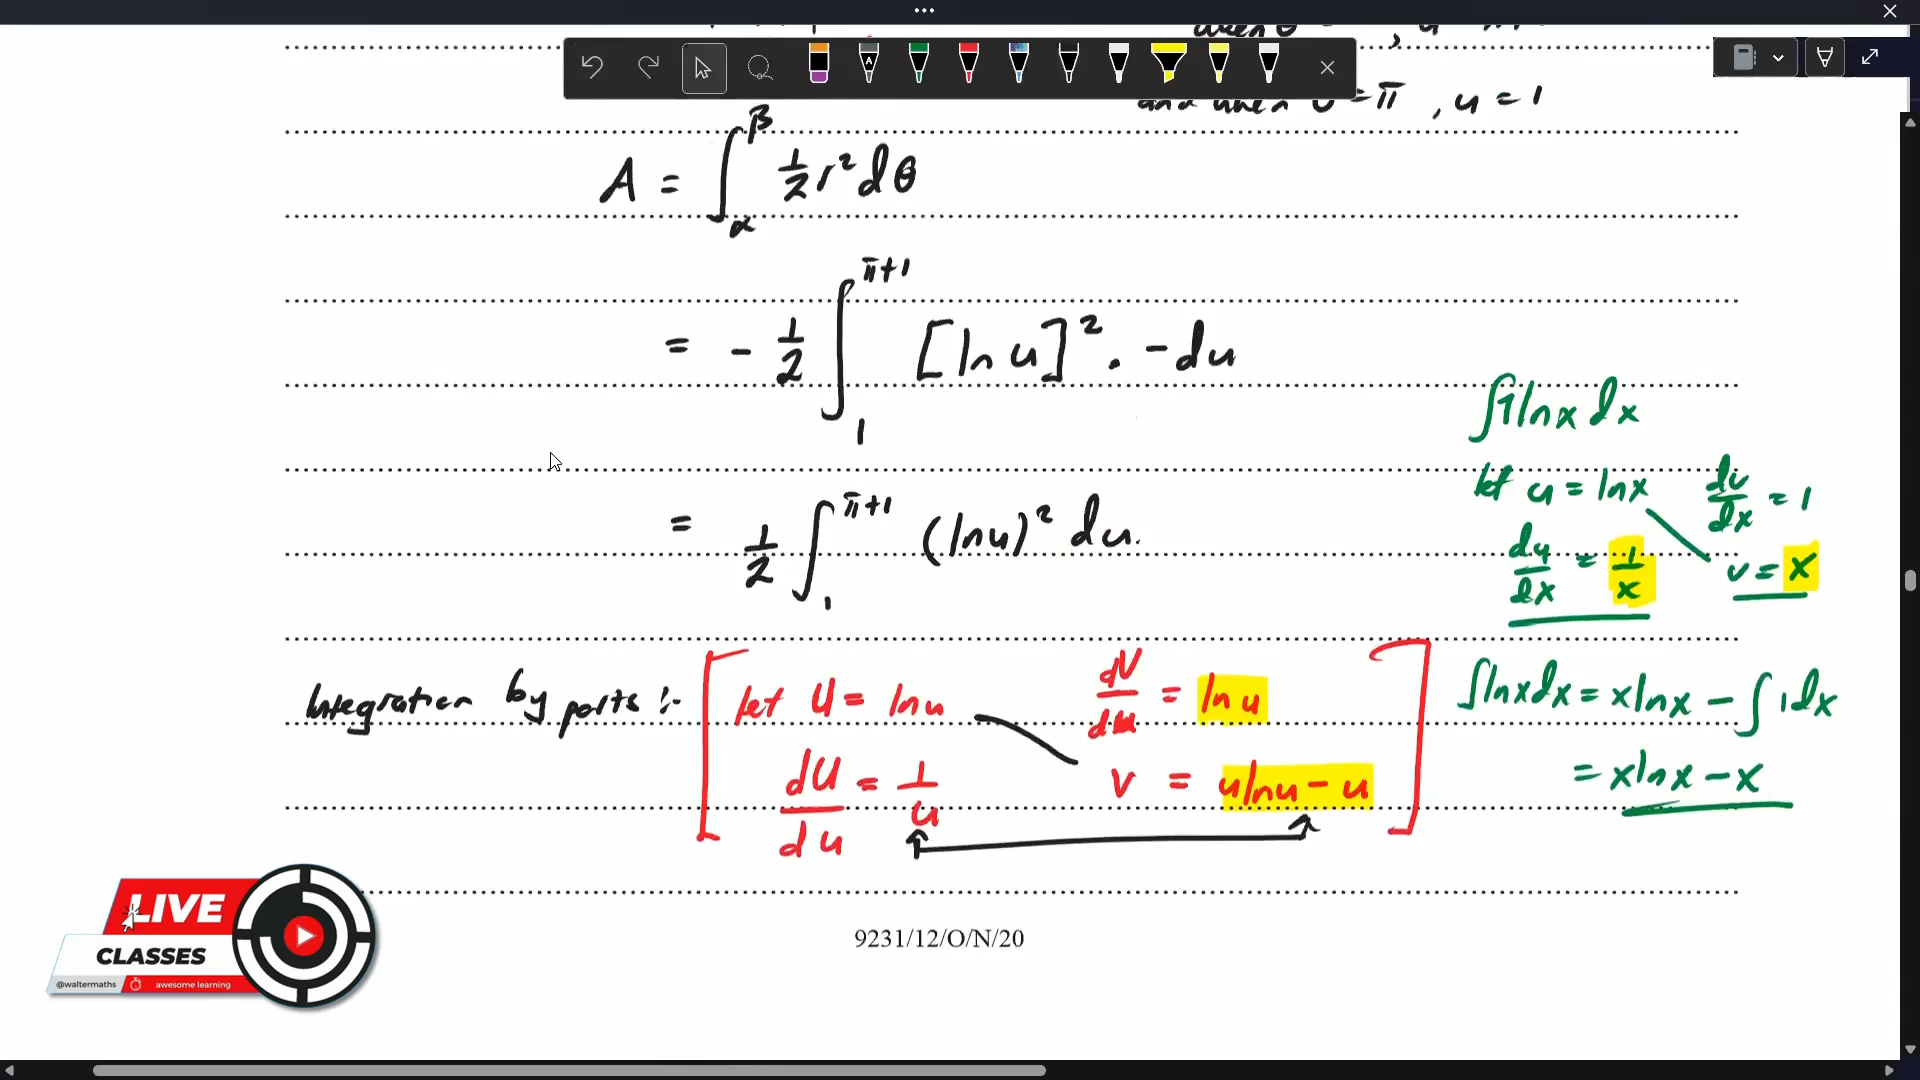 and when θ = π , u = 1
A = ∫_α^β ½ r² dθ
= - ½ ∫_1^{π+1} [ln u]² . - du
= ½ ∫_1^{π+1} (ln u)² du.
∫1 ln x dx
let u = ln x   dv/dx = 1
du/dx = 1/x   v = x
Integration by parts :- [ let U = ln u   dV/du = ln u
dU/du = 1/u   V = u ln u - u ]
∫ ln x dx = x ln x - ∫ 1 dx
= x ln x - x
LIVE
CLASSES
@waltermaths awesome learning
9231/12/O/N/20